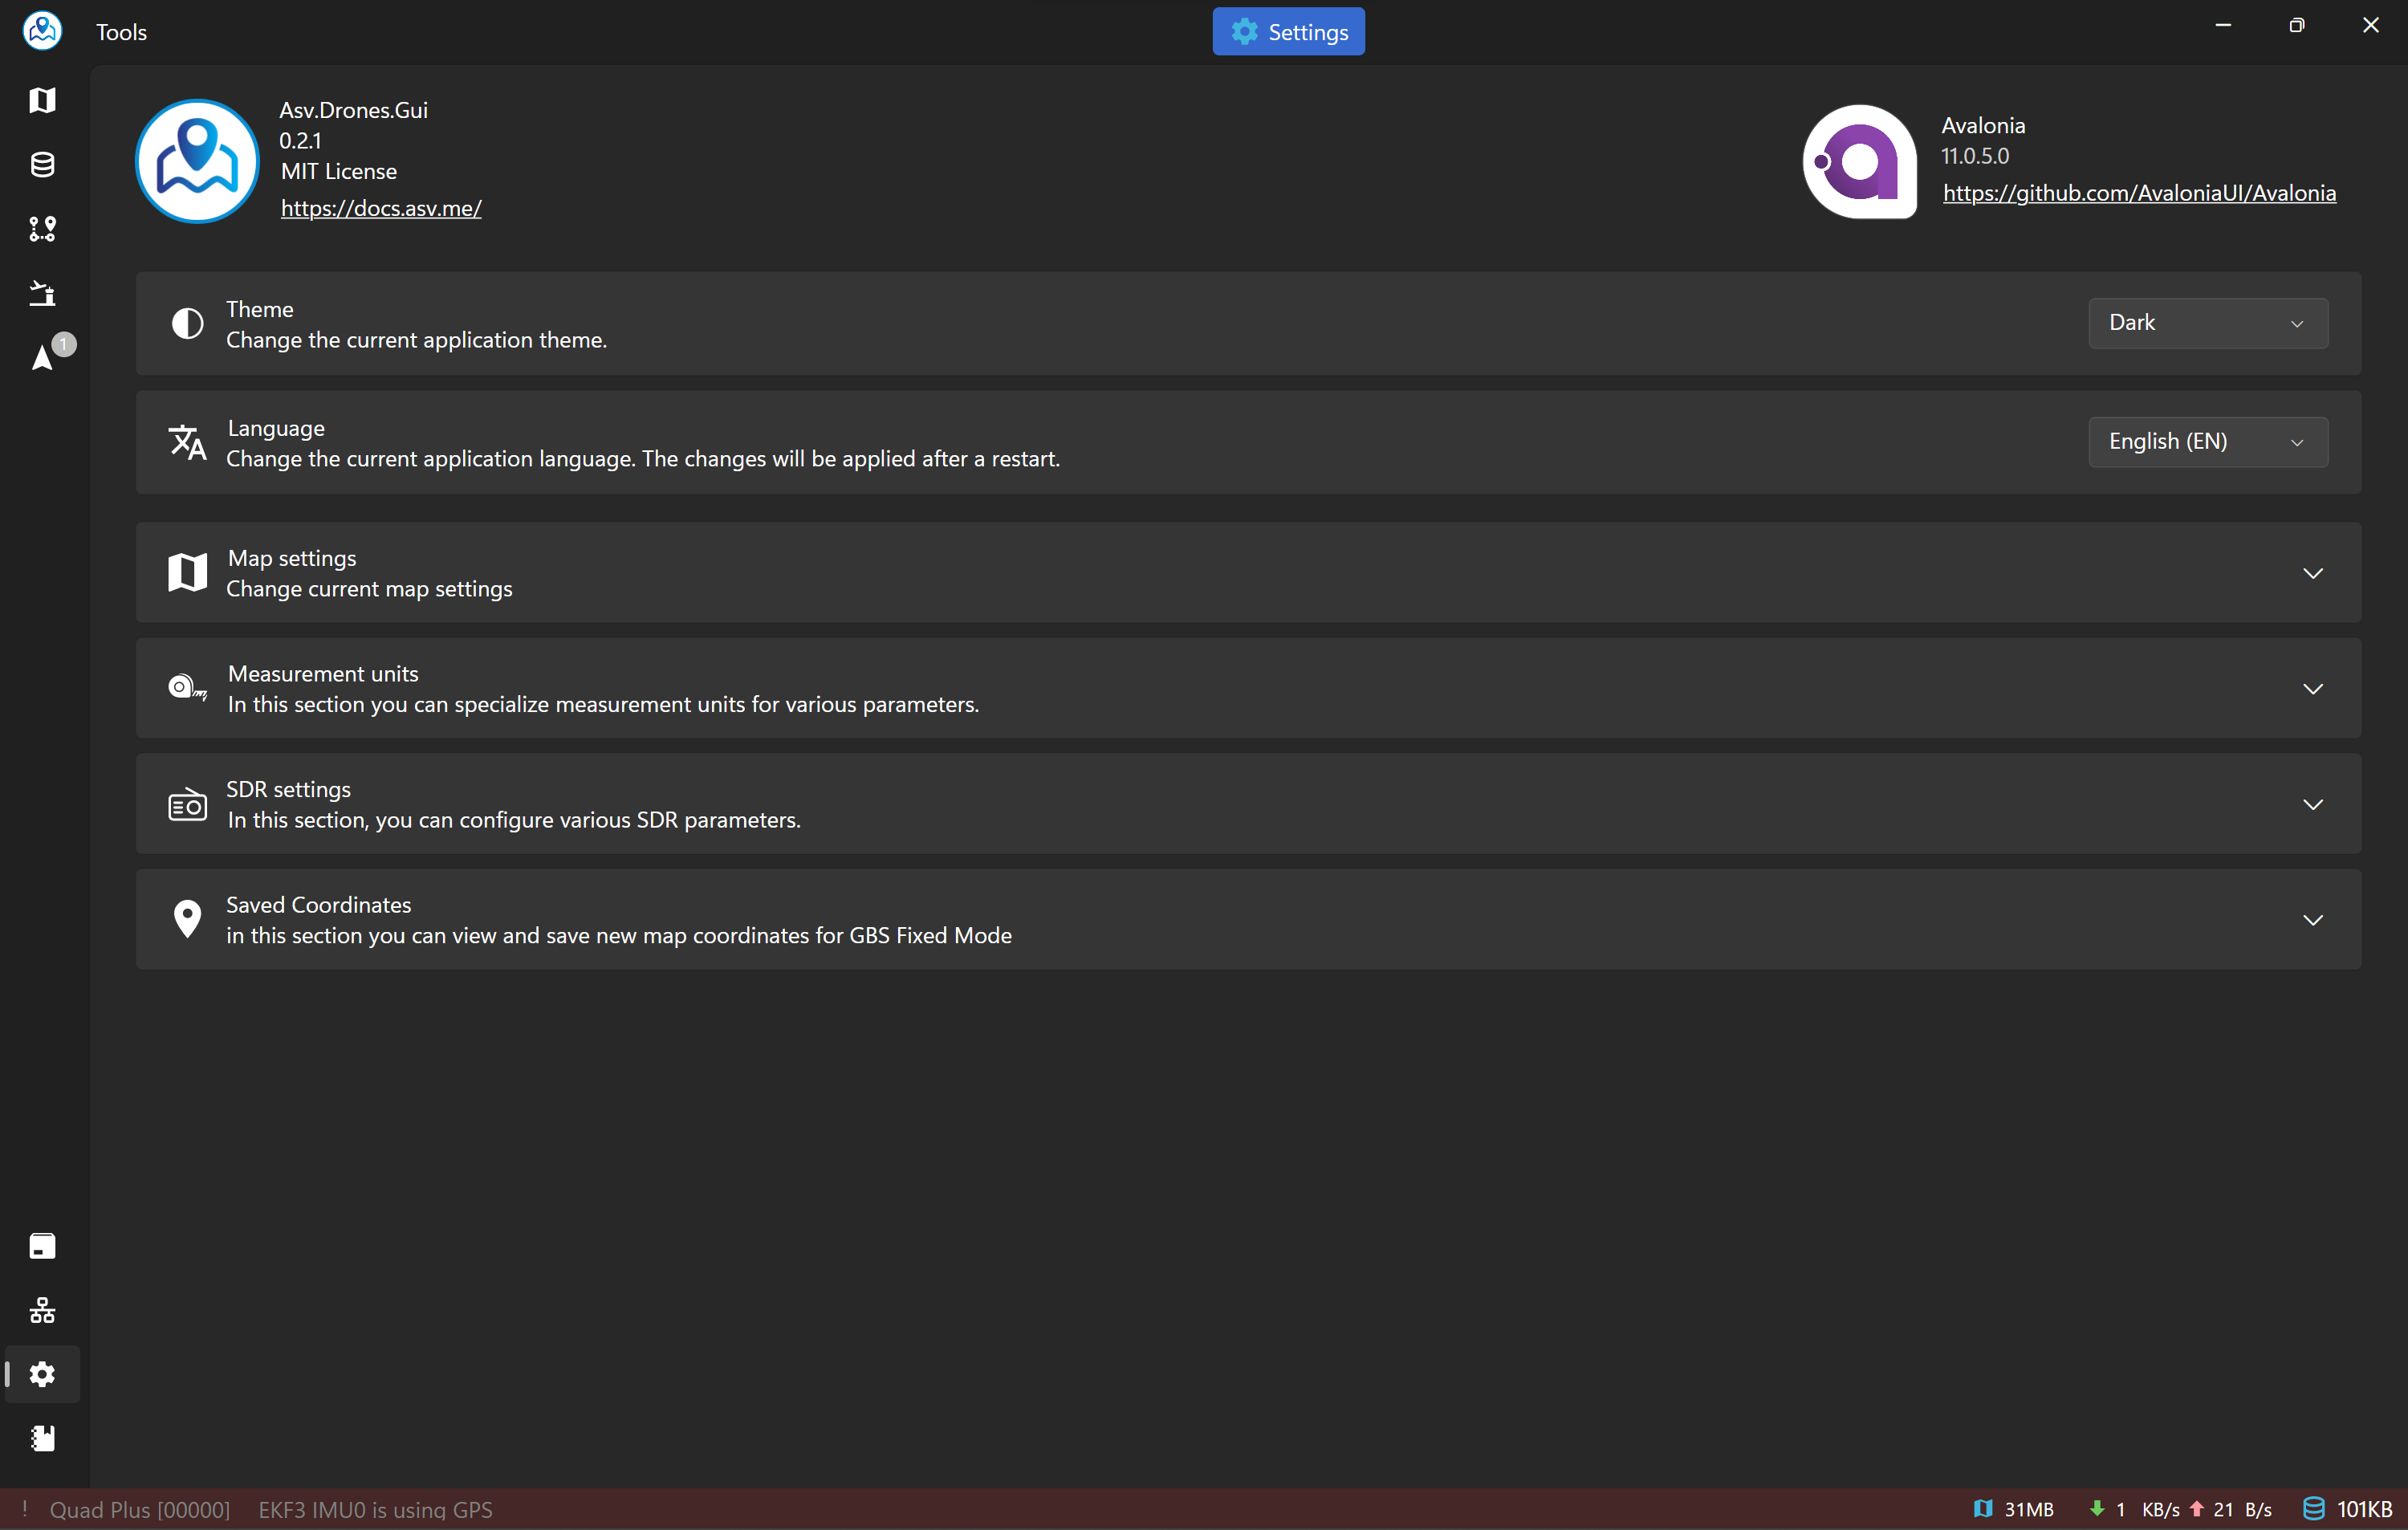 Tools
Settings
Asv.Drones.Gui
0.2.1
MIT License
https://docs.asv.me/
Avalonia
11.0.5.0
https://github.com/AvaloniaUI/Avalonia
Theme
Change the current application theme.
Dark
Language
Change the current application language. The changes will be applied after a restart.
English (EN)
Map settings
Change current map settings
Measurement units
In this section you can specialize measurement units for various parameters.
SDR settings
In this section, you can configure various SDR parameters.
Saved Coordinates
in this section you can view and save new map coordinates for GBS Fixed Mode
1
! Quad Plus [00000] EKF3 IMU0 is using GPS
31MB 1 KB/s 21 B/s 101KB